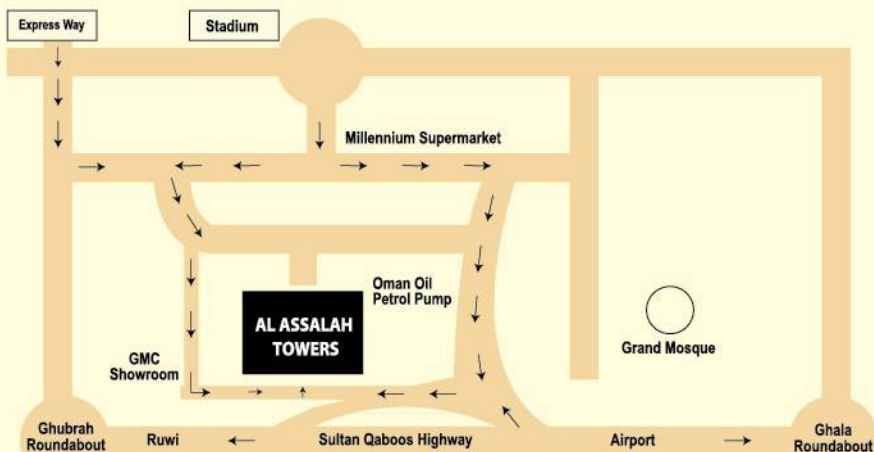 Express Way
Stadium
Millennium Supermarket
Oman Oil
Petrol Pump
AL ASSALAH
TOWERS
Grand Mosque
GMC
Showroom
Ghubrah
Roundabout
Ruwi
Sultan Qaboos Highway
Airport
Ghala
Roundabout